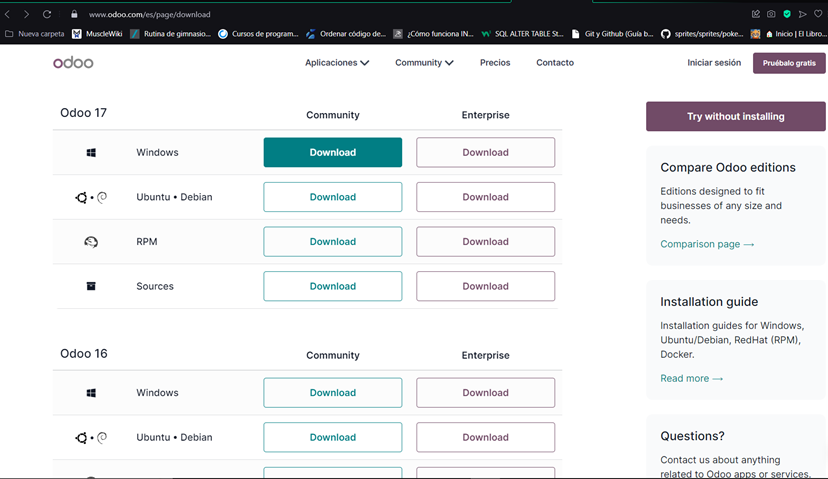 www.odoo.com/es/page/download
Nueva carpeta MuscleWiki Rutina de gimnasio... Cursos de program... Ordenar código de... ¿Cómo funciona IN... SQL ALTER TABLE St... Git y Github (Guía b... sprites/sprites/poke... Inicio | El Libro...
odoo Aplicaciones Community Precios Contacto Iniciar sesión Pruébalo gratis
Odoo 17 Community Enterprise
Windows Download Download
Ubuntu • Debian Download Download
RPM Download Download
Sources Download Download
Odoo 16 Community Enterprise
Windows Download Download
Ubuntu • Debian Download Download
Try without installing
Compare Odoo editions
Editions designed to fit
businesses of any size and
needs.
Comparison page →
Installation guide
Installation guides for Windows,
Ubuntu/Debian, RedHat (RPM),
Docker.
Read more →
Questions?
Contact us about anything
related to Odoo apps or services.